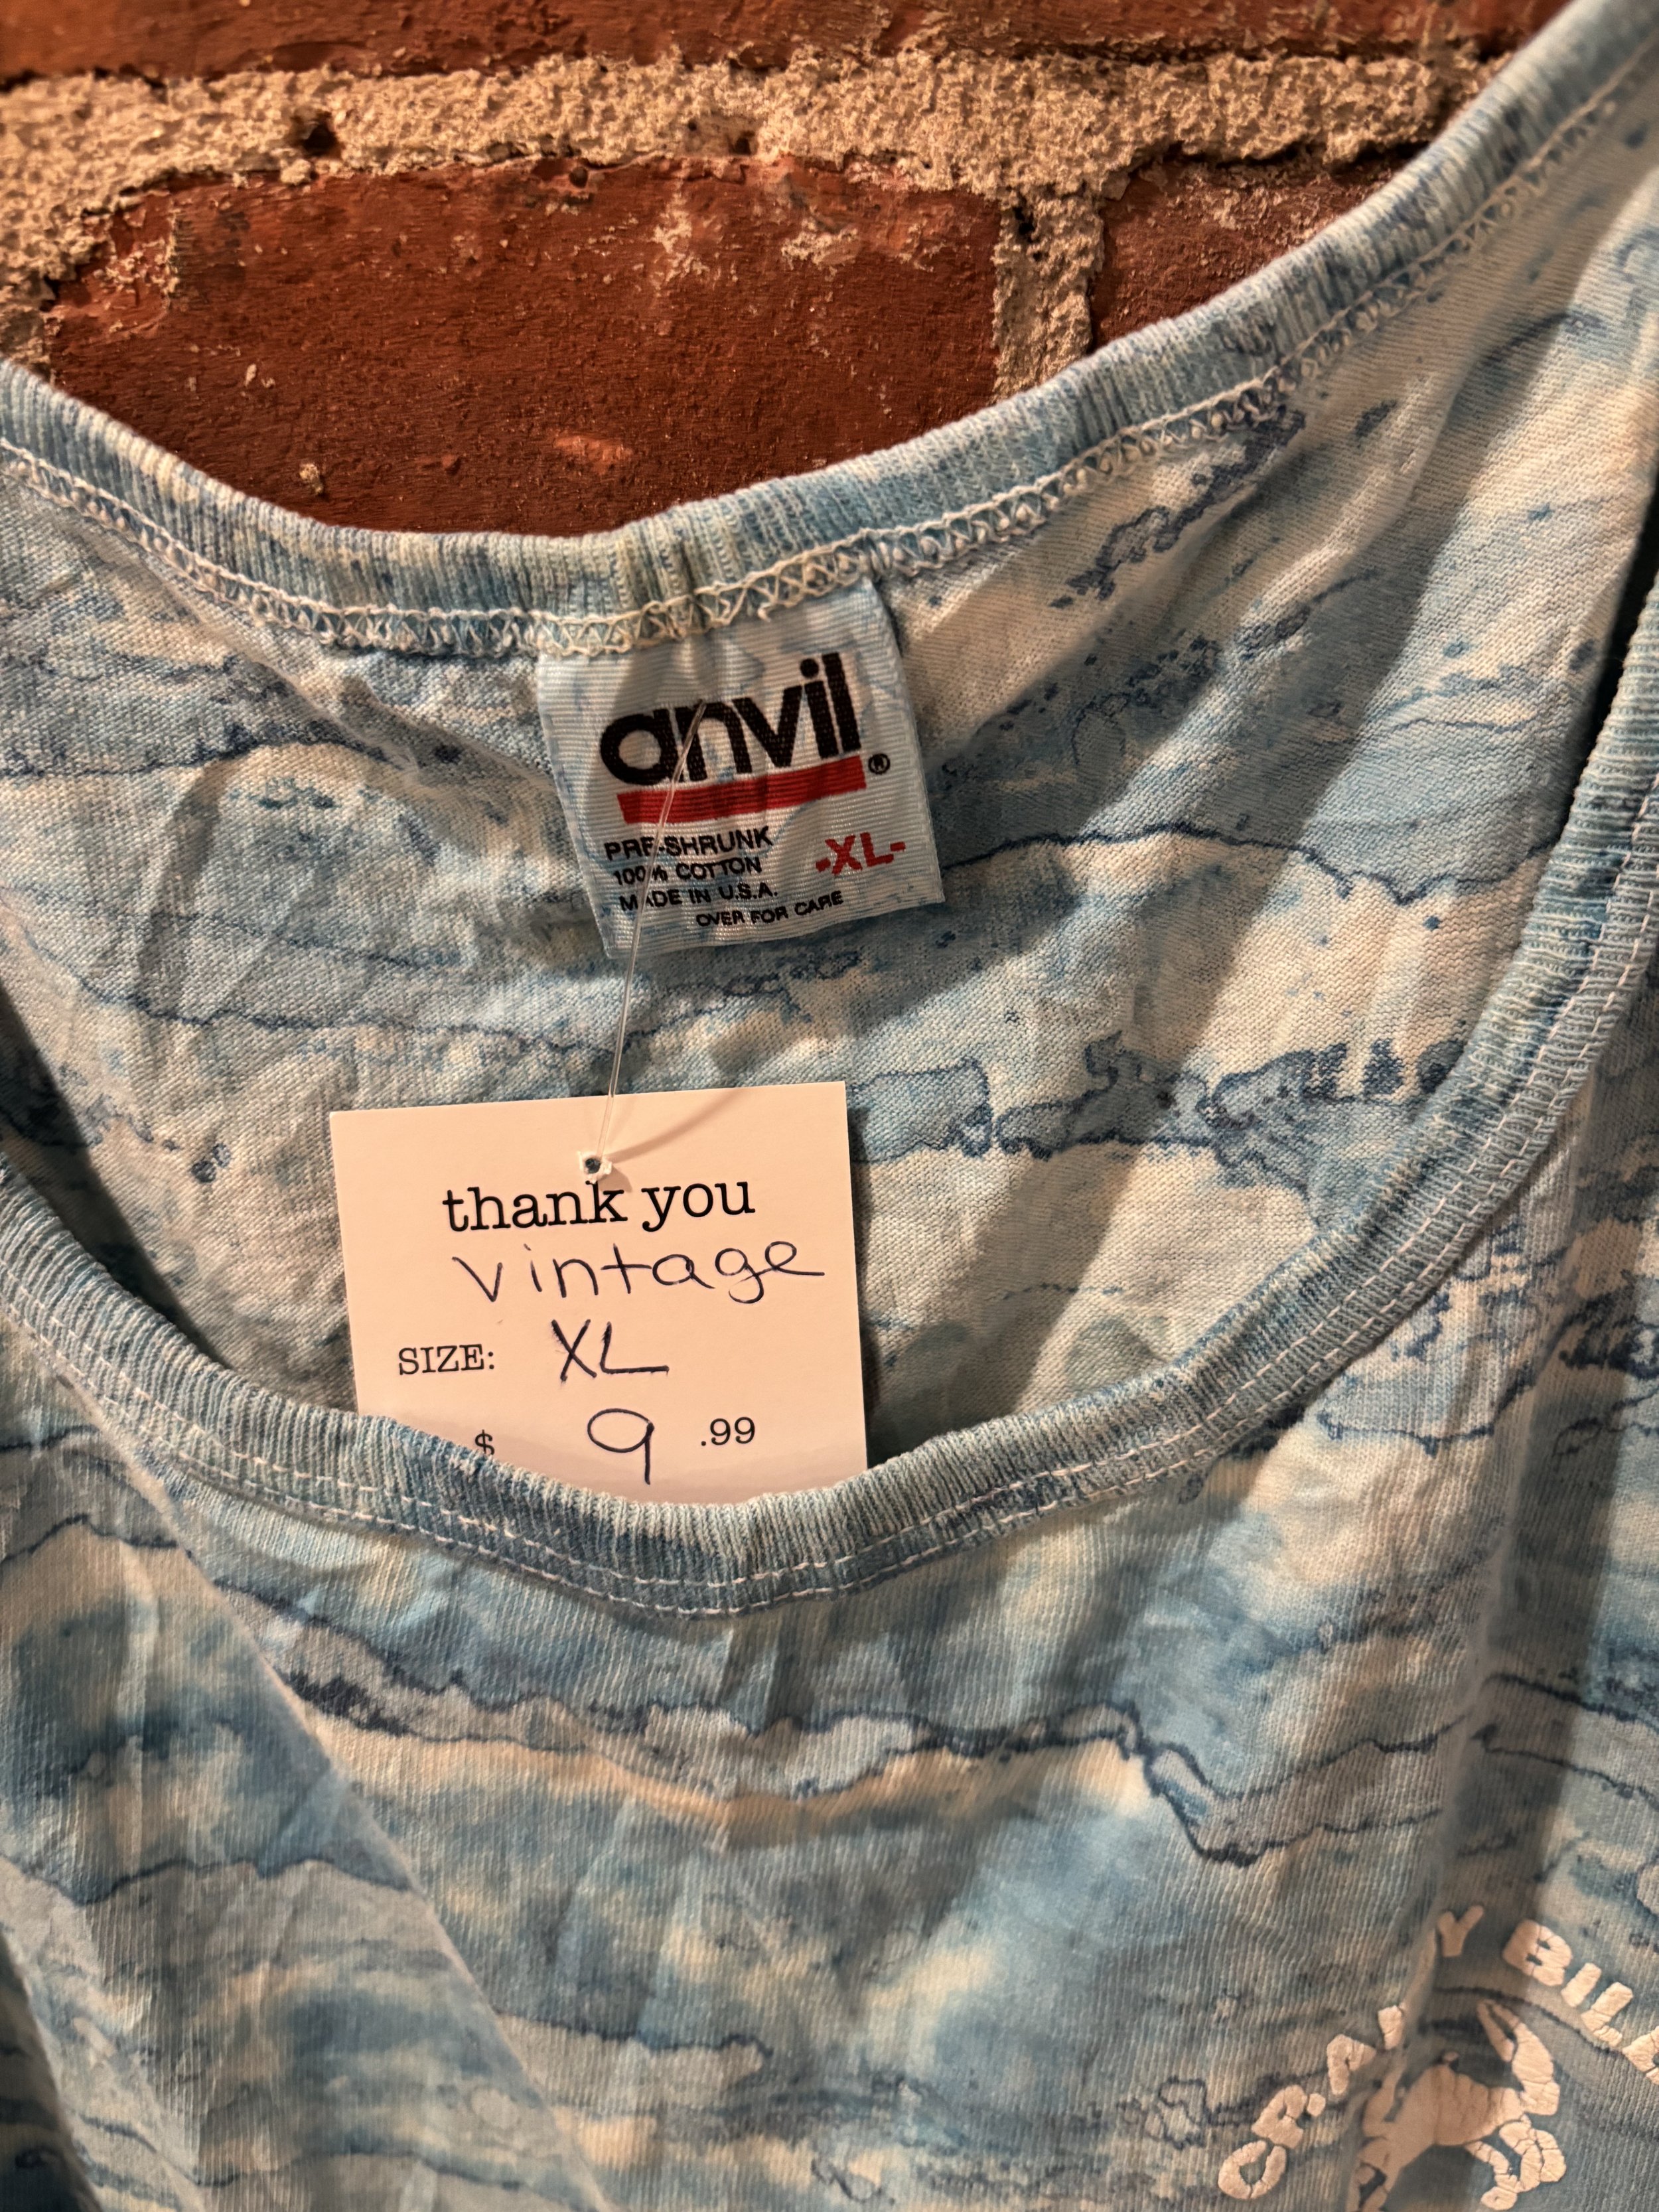 anvil®
PRE-SHRUNK
100% COTTON
MADE IN U.S.A.
-XL-
OVER FOR CARE
thank you
vintage
SIZE: XL
$ 9 .99